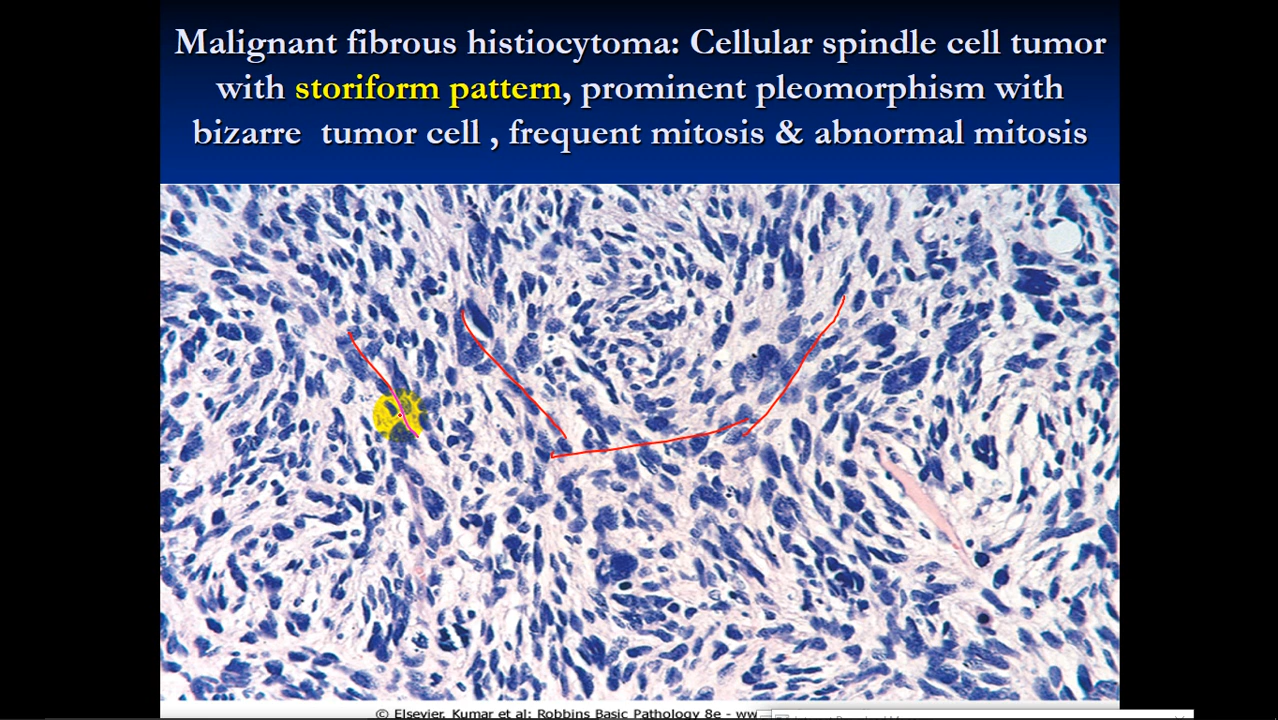 Malignant fibrous histiocytoma: Cellular spindle cell tumor
with storiform pattern, prominent pleomorphism with
bizarre tumor cell , frequent mitosis & abnormal mitosis
© Elsevier. Kumar et al: Robbins Basic Pathology 8e - ww